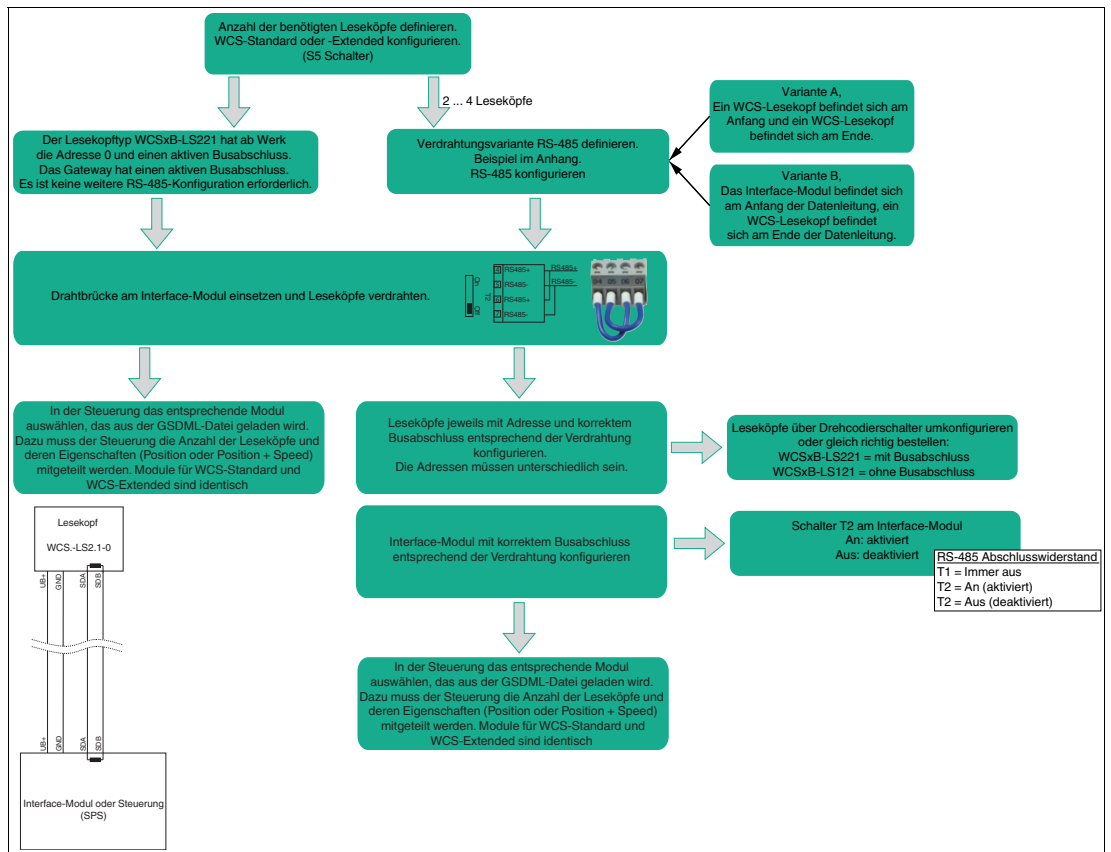 Anzahl der benötigten Leseköpfe definieren.
WCS-Standard oder -Extended konfigurieren.
(S5 Schalter)
2 ... 4 Leseköpfe
Der Lesekopftyp WCSxB-LS221 hat ab Werk
die Adresse 0 und einen aktiven Busabschluss.
Das Gateway hat einen aktiven Busabschluss.
Es ist keine weitere RS-485-Konfiguration erforderlich.
Verdrahtungsvariante RS-485 definieren.
Beispiel im Anhang.
RS-485 konfigurieren
Variante A,
Ein WCS-Lesekopf befindet sich am
Anfang und ein WCS-Lesekopf
befindet sich am Ende.
Variante B,
Das Interface-Modul befindet sich
am Anfang der Datenleitung, ein
WCS-Lesekopf befindet
sich am Ende der Datenleitung.
Drahtbrücke am Interface-Modul einsetzen und Leseköpfe verdrahten.
On
Off
T2
4 RS485+
5 RS485-
6 RS485+
7 RS485-
RS485+
RS485-
04 05 06 07
In der Steuerung das entsprechende Modul
auswählen, das aus der GSDML-Datei geladen wird.
Dazu muss der Steuerung die Anzahl der Leseköpfe und
deren Eigenschaften (Position oder Position + Speed)
mitgeteilt werden. Module für WCS-Standard und
WCS-Extended sind identisch
Leseköpfe jeweils mit Adresse und korrektem
Busabschluss entsprechend der Verdrahtung
konfigurieren.
Die Adressen müssen unterschiedlich sein.
Leseköpfe über Drehcodierschalter umkonfigurieren
oder gleich richtig bestellen:
WCSxB-LS221 = mit Busabschluss
WCSxB-LS121 = ohne Busabschluss
Interface-Modul mit korrektem Busabschluss
entsprechend der Verdrahtung konfigurieren
Schalter T2 am Interface-Modul
An: aktiviert
Aus: deaktiviert
RS-485 Abschlusswiderstand
T1 = Immer aus
T2 = An (aktiviert)
T2 = Aus (deaktiviert)
In der Steuerung das entsprechende Modul
auswählen, das aus der GSDML-Datei geladen wird.
Dazu muss der Steuerung die Anzahl der Leseköpfe und
deren Eigenschaften (Position oder Position + Speed)
mitgeteilt werden. Module für WCS-Standard und
WCS-Extended sind identisch
Lesekopf
WCS.-LS2.1-0
UB+
GND
SDA
SDB
UB+
GND
SDA
SDB
Interface-Modul oder Steuerung
(SPS)